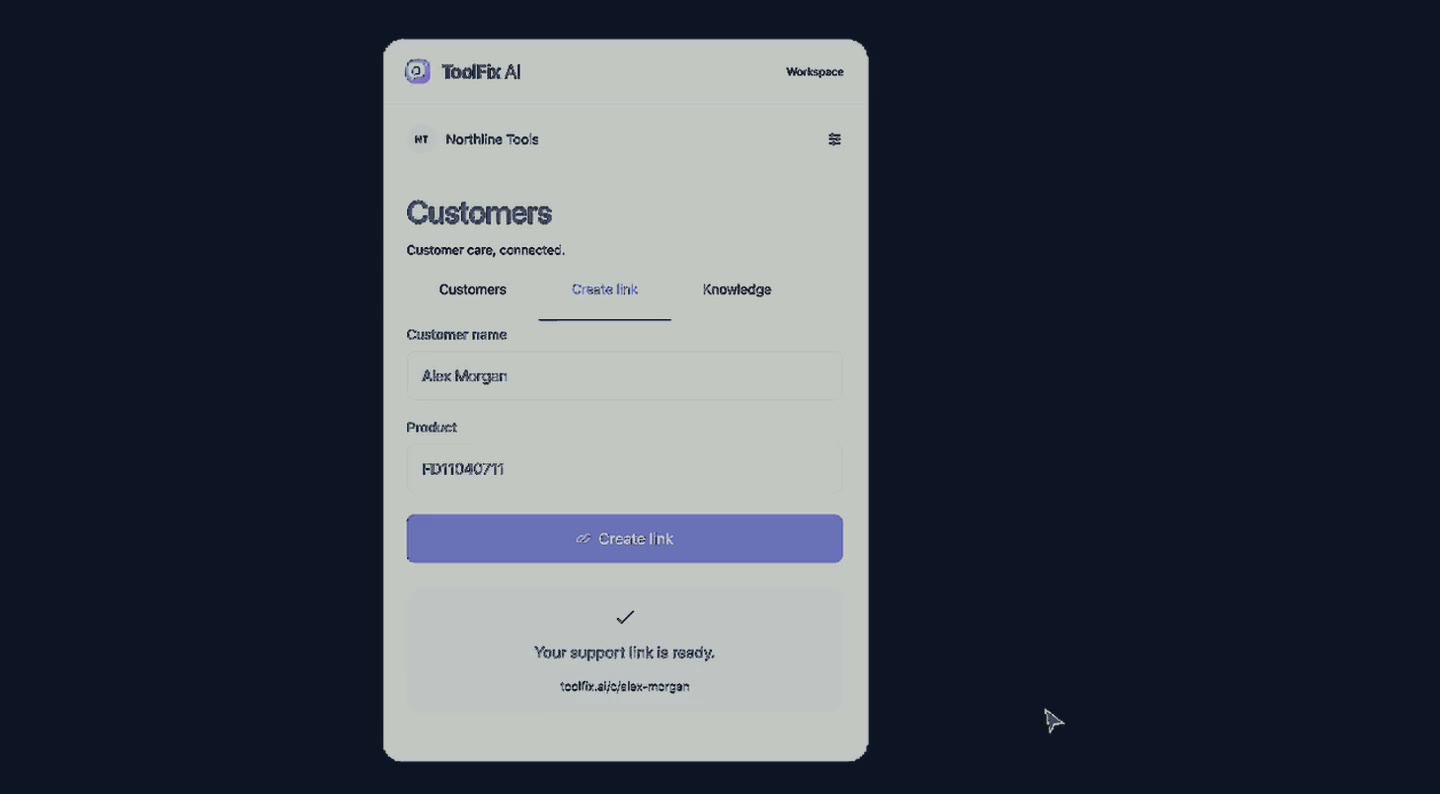 ToolFix AI
Workspace
NT
Northline Tools
Customers
Customer care, connected.
Customers
Create link
Knowledge
Customer name
Alex Morgan
Product
FD11040711
Create link
Your support link is ready.
toolfix.ai/c/alex-morgan